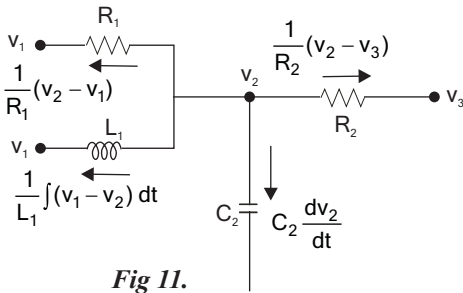 R₁
v₁
1/R₁ (v₂ – v₁)
L₁
v₁
1/L₁ ∫(v₁ – v₂) dt
1/R₂ (v₂ – v₃)
v₂
v₃
R₂
C₂
C₂ dv₂/dt
Fig 11.